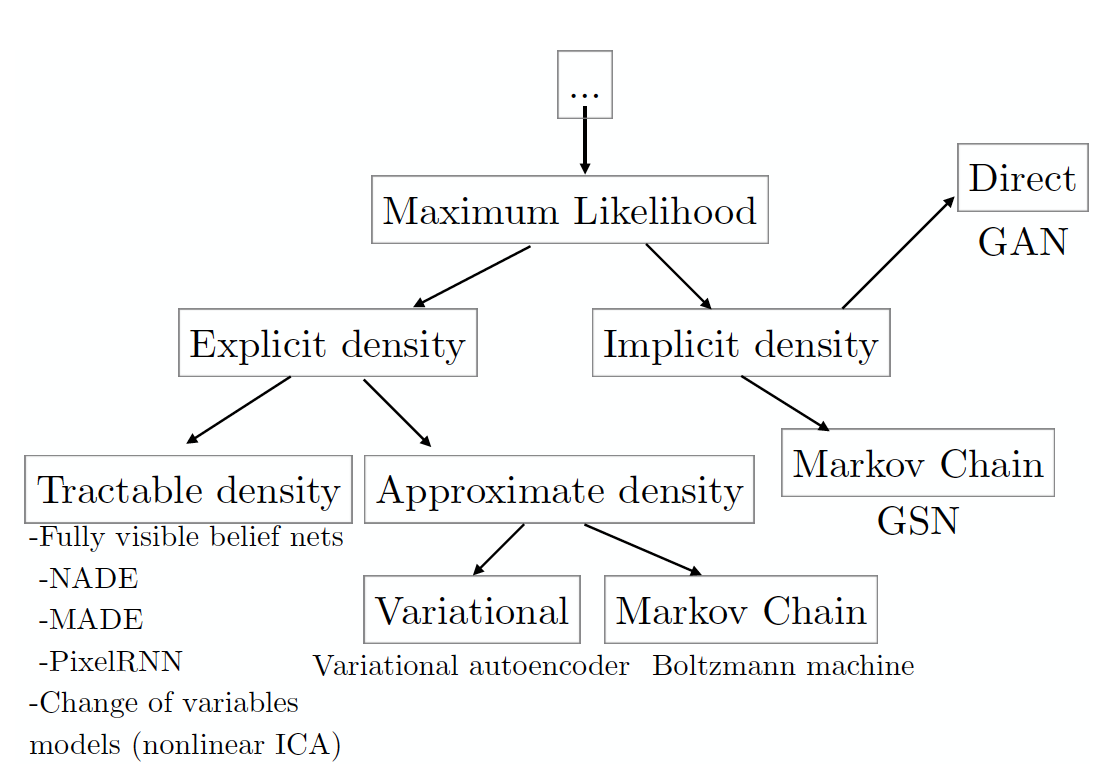 ...
Maximum Likelihood
Direct
GAN
Explicit density
Implicit density
Tractable density
-Fully visible belief nets
-NADE
-MADE
-PixelRNN
-Change of variables
models (nonlinear ICA)
Approximate density
Variational
Variational autoencoder
Markov Chain
Boltzmann machine
Markov Chain
GSN